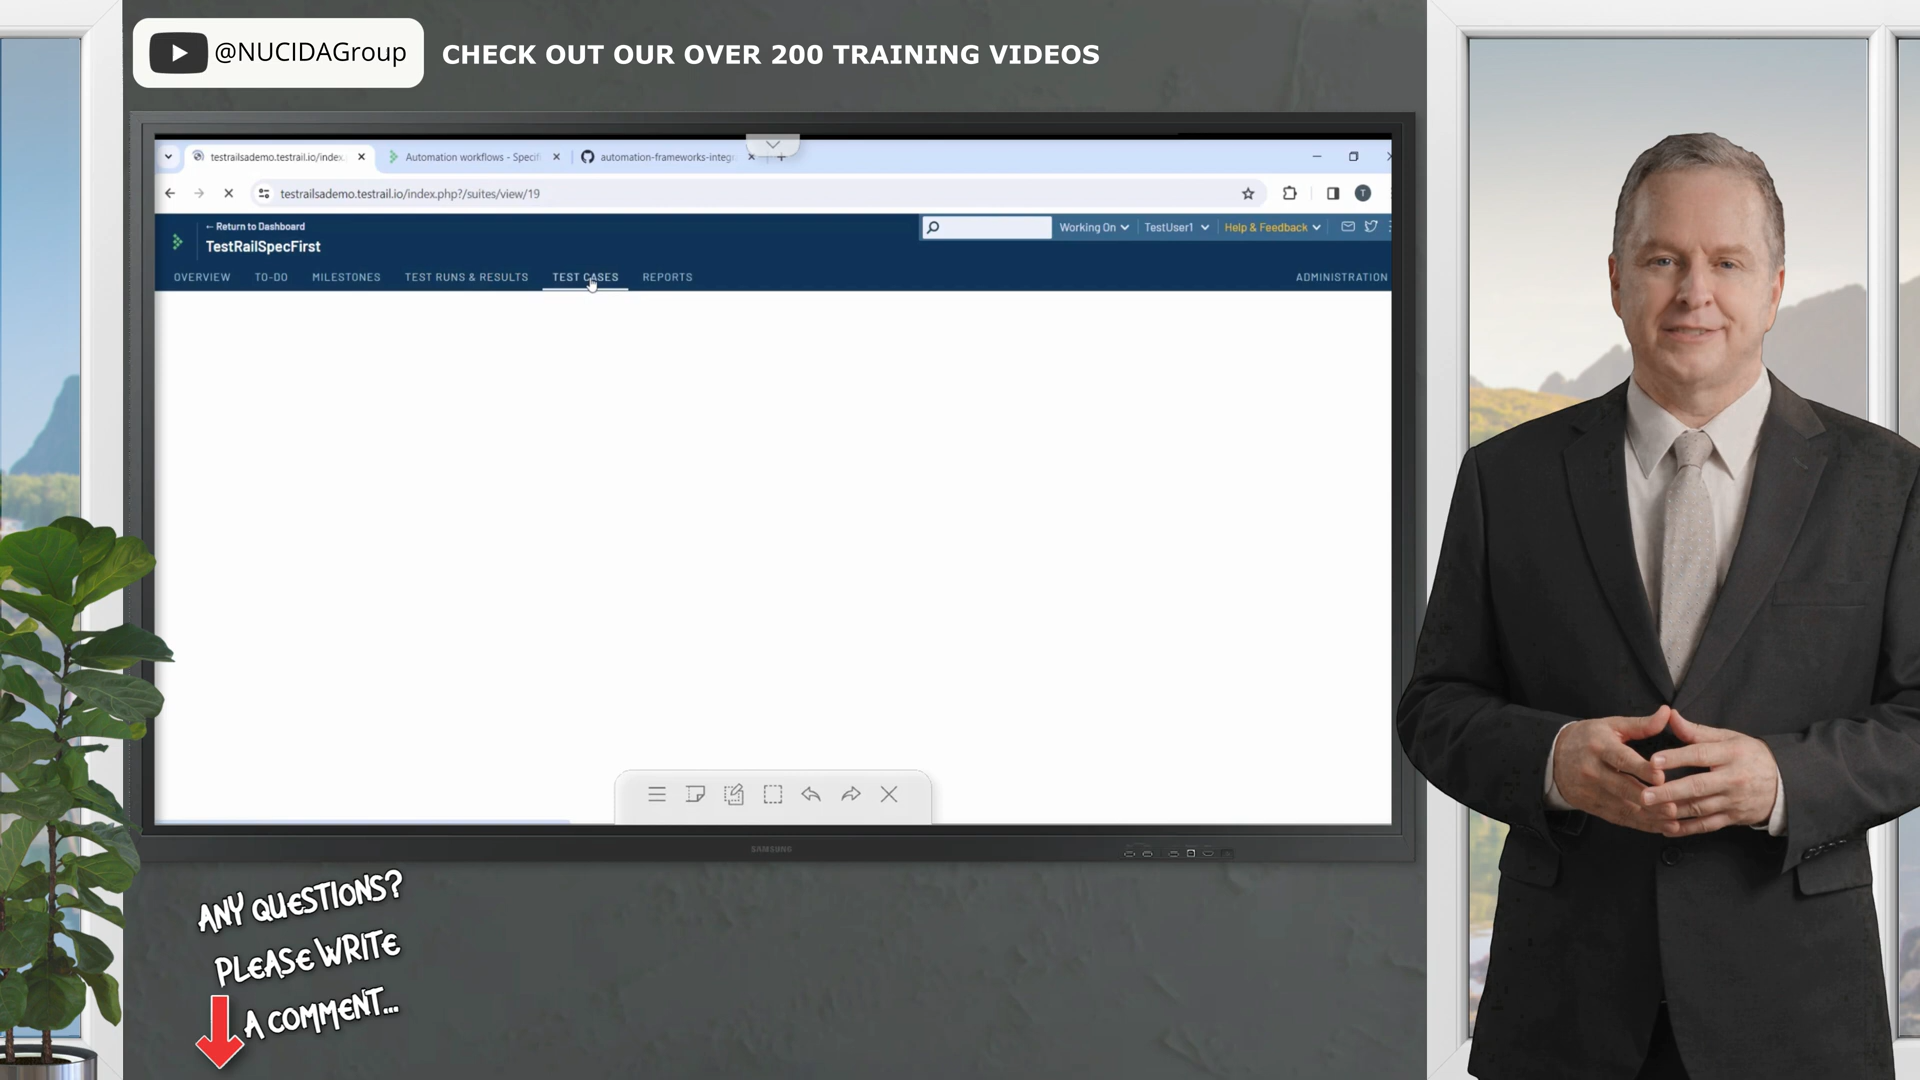 @NUCIDAGroup
CHECK OUT OUR OVER 200 TRAINING VIDEOS
testrailsademo.testrail.io/index.
Automation workflows - Specif
automation-frameworks-integ
testrailsademo.testrail.io/index.php?/suites/view/19
T
← Return to Dashboard
TestRailSpecFirst
Working On
TestUser1
Help & Feedback
OVERVIEW
TO-DO
MILESTONES
TEST RUNS & RESULTS
TEST CASES
REPORTS
ADMINISTRATION
SAMSUNG
ANY QUESTIONS?
PLEASE WRITE
A COMMENT...